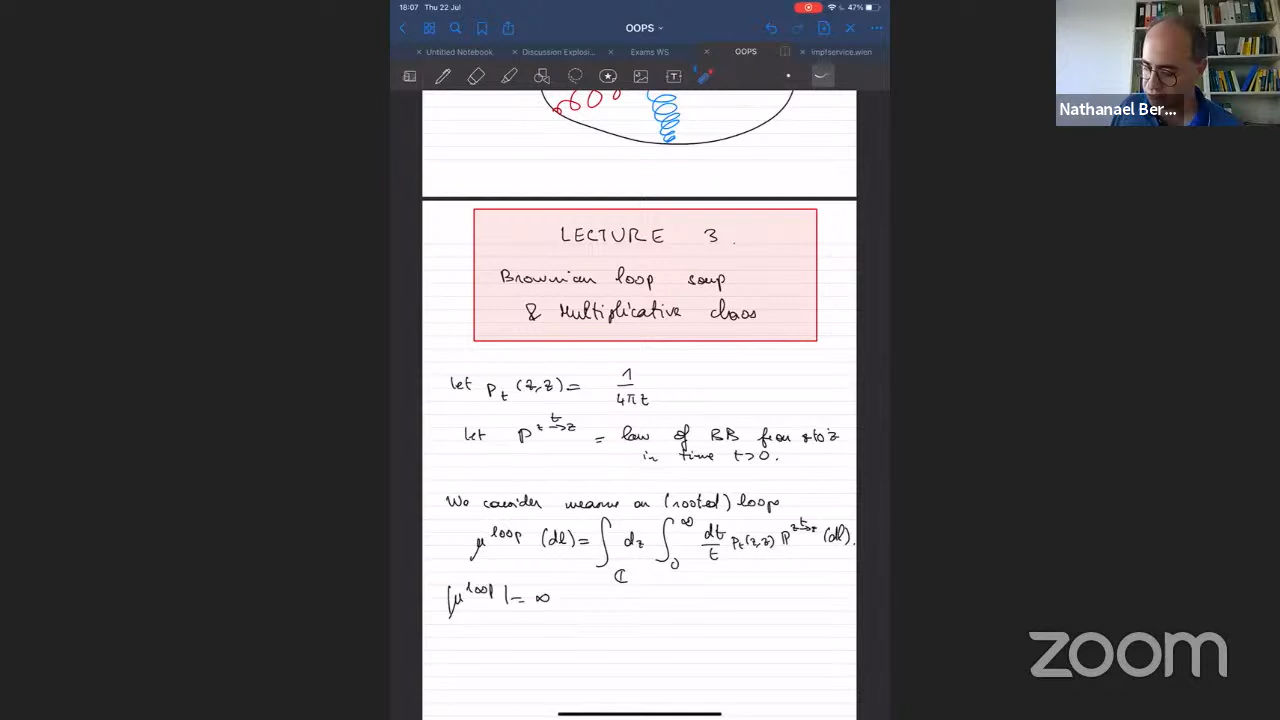 18:07 Thu 22 Jul
47%
OOPS
Untitled Notebook
Discussion Explosi...
Exams WS
OOPS
impfservice.wien
Nathanael Ber...
LECTURE 3.
Brownian loop soup
& Multiplicative chaos
Let p_t(z,z) = 1/4πt
Let P^{z →^t z} = law of BB from z to z
in time t>0.
We consider measure on (rooted) loops
μ^{loop} (dl) = ∫_ℂ dz ∫_0^∞ dt/t p_t(z,z) P^{z →^t z} (dl).
|μ^{loop}| = ∞
zoom